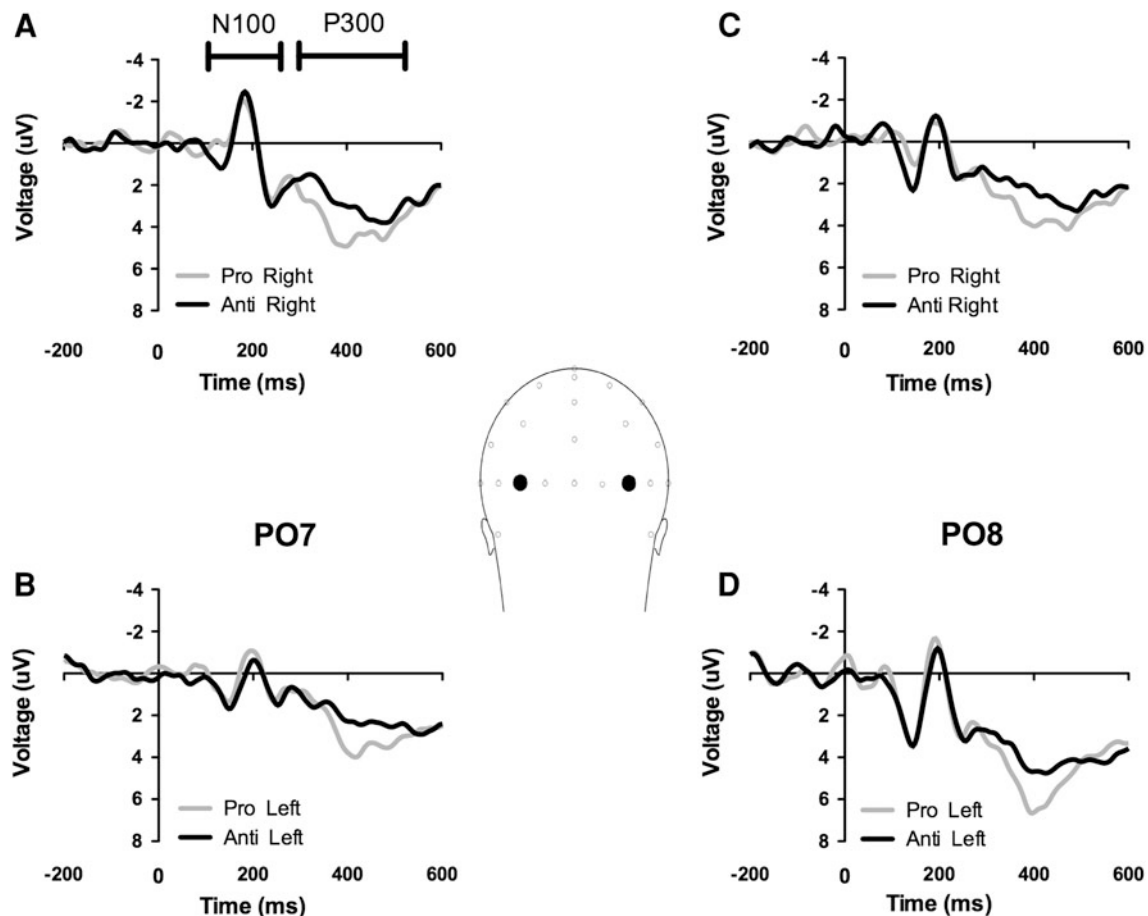 A
N100 P300
-4
-2
2
4
6
8
Voltage (uV)
Pro Right
Anti Right
-200 0 200 400 600
Time (ms)
C
-4
-2
2
4
6
8
Voltage (uV)
Pro Right
Anti Right
-200 0 200 400 600
Time (ms)
PO7
PO8
B
-4
-2
2
4
6
8
Voltage (uV)
Pro Left
Anti Left
-200 0 200 400 600
Time (ms)
D
-4
-2
2
4
6
8
Voltage (uV)
Pro Left
Anti Left
-200 0 200 400 600
Time (ms)